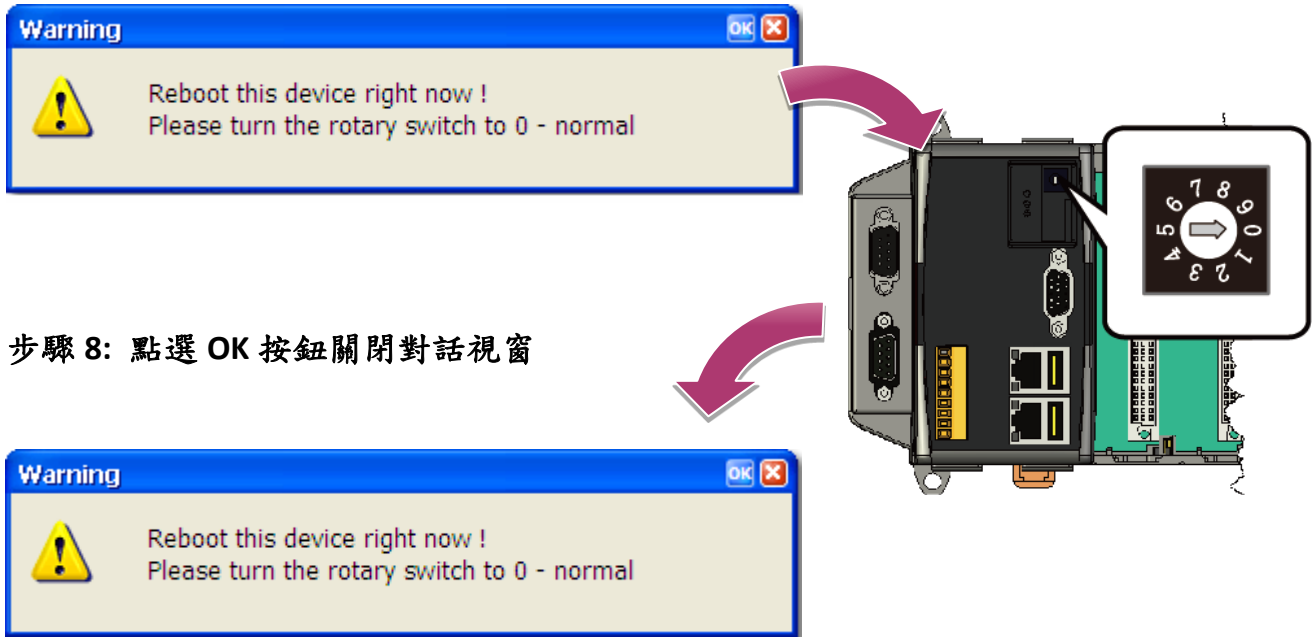 Warning
OK
Reboot this device right now !
Please turn the rotary switch to 0 - normal
7 8 9 0 1 2 3 4 5 6
步驟 8: 點選 OK 按鈕關閉對話視窗
Warning
OK
Reboot this device right now !
Please turn the rotary switch to 0 - normal